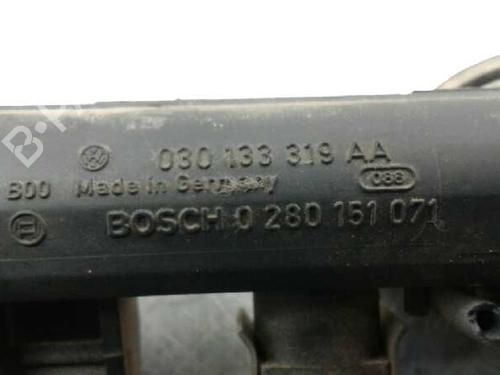 030 133 319 AA
B00 Made in Germany 088
BOSCH 0 280 151 071